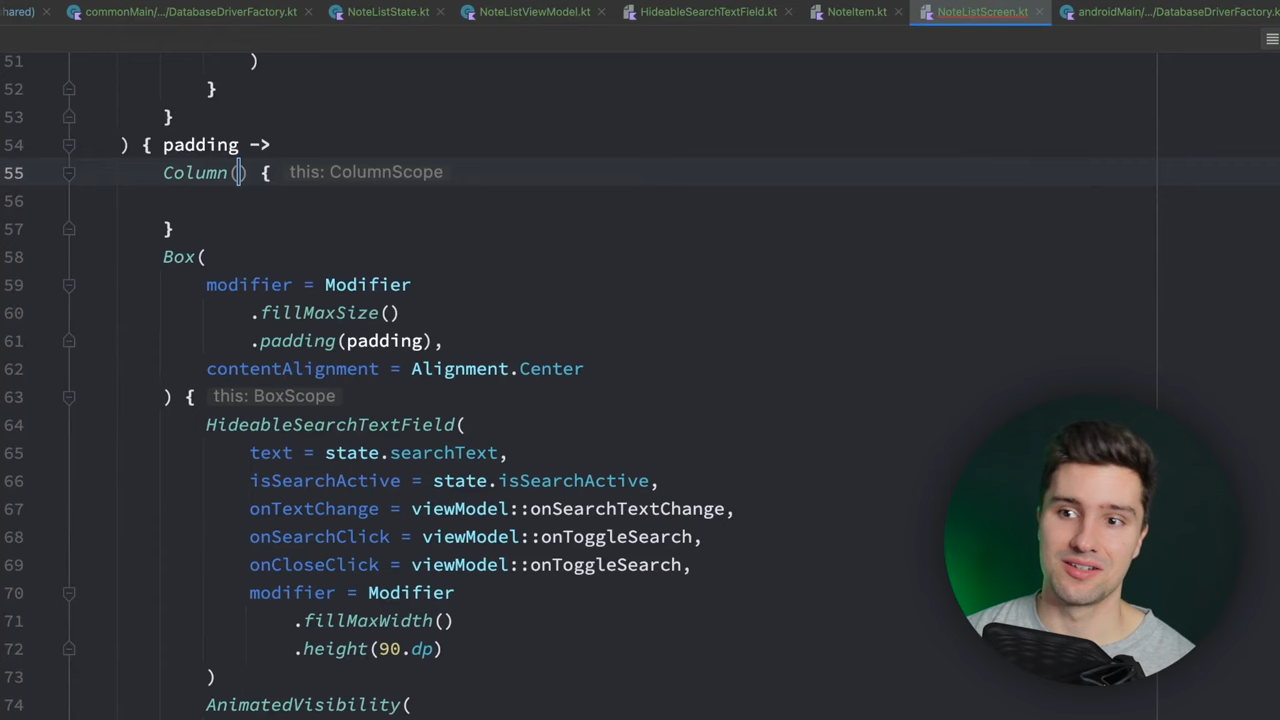 ared)
commonMain/.../DatabaseDriverFactory.kt
NoteListState.kt
NoteListViewModel.kt
HideableSearchTextField.kt
NoteItem.kt
NoteListScreen.kt
androidMain/.../DatabaseDriverFactory.k
51 )
52 }
53 }
54 ) { padding ->
55 Column() { this: ColumnScope
56
57 }
58 Box(
59 modifier = Modifier
60 .fillMaxSize()
61 .padding(padding),
62 contentAlignment = Alignment.Center
63 ) { this: BoxScope
64 HideableSearchTextField(
65 text = state.searchText,
66 isSearchActive = state.isSearchActive,
67 onTextChange = viewModel::onSearchTextChange,
68 onSearchClick = viewModel::onToggleSearch,
69 onCloseClick = viewModel::onToggleSearch,
70 modifier = Modifier
71 .fillMaxWidth()
72 .height(90.dp)
73 )
74 AnimatedVisibility(